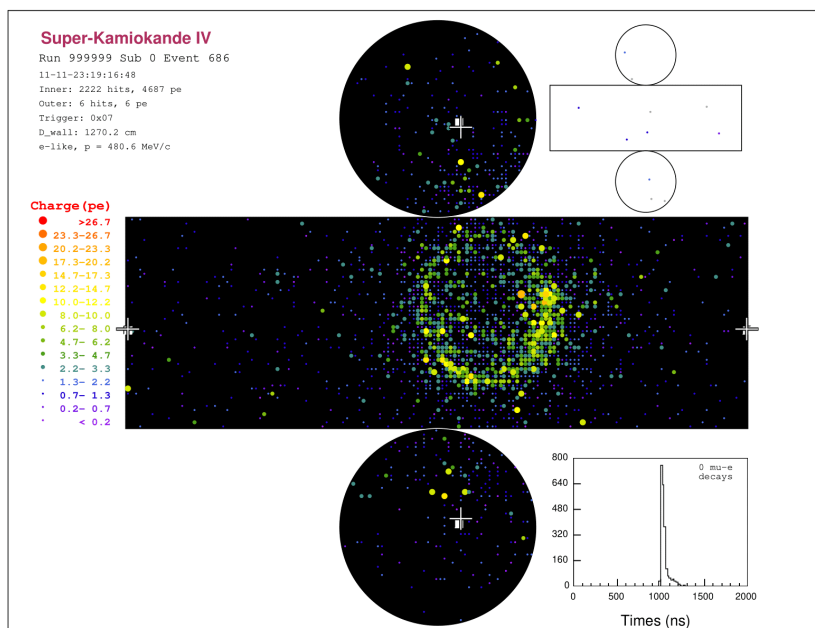 Super-Kamiokande IV
Run 999999 Sub 0 Event 686
11-11-23:19:16:48
Inner: 2222 hits, 4687 pe
Outer: 6 hits, 6 pe
Trigger: 0x07
D_wall: 1270.2 cm
e-like, p = 480.6 MeV/c
Charge(pe)
>26.7
23.3-26.7
20.2-23.3
17.3-20.2
14.7-17.3
12.2-14.7
10.0-12.2
8.0-10.0
6.2- 8.0
4.7- 6.2
3.3- 4.7
2.2- 3.3
1.3- 2.2
0.7- 1.3
0.2- 0.7
< 0.2
0 mu-e
decays
800
640
480
320
160
0
0
500
1000
1500
2000
Times (ns)